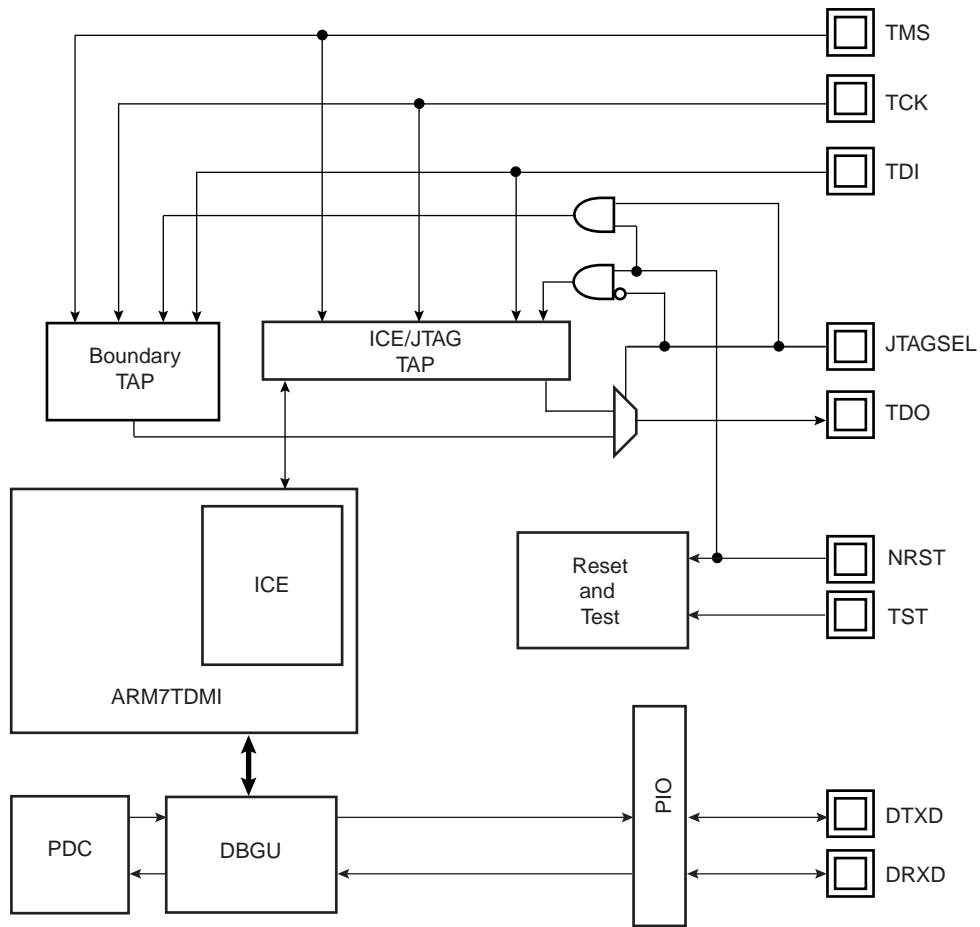 TMS
TCK
TDI
Boundary
TAP
ICE/JTAG
TAP
JTAGSEL
TDO
ICE
ARM7TDMI
Reset
and
Test
NRST
TST
PDC
DBGU
PIO
DTXD
DRXD